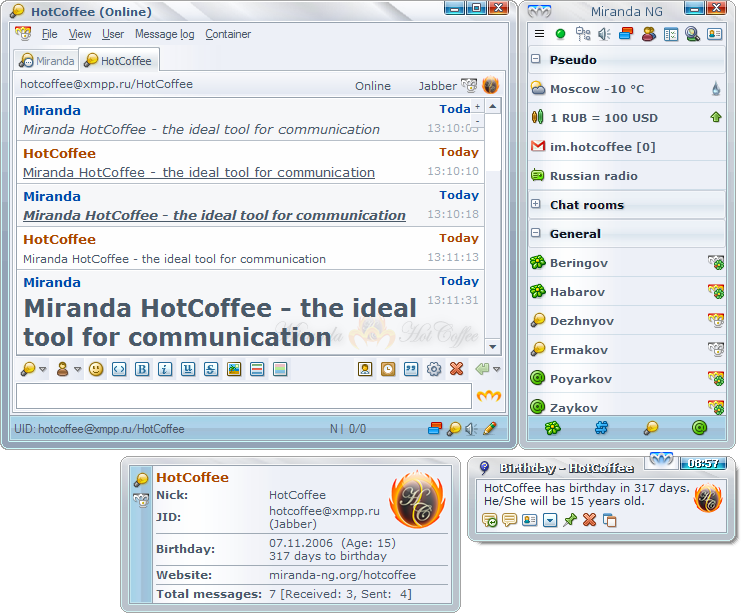 HotCoffee (Online)
File View User Message log Container
Miranda HotCoffee
hotcoffee@xmpp.ru/HotCoffee Online Jabber
Miranda Today
Miranda HotCoffee - the ideal tool for communication 13:10:03
HotCoffee Today
Miranda HotCoffee - the ideal tool for communication 13:10:10
Miranda Today
Miranda HotCoffee - the ideal tool for communication 13:10:18
HotCoffee Today
Miranda HotCoffee - the ideal tool for communication 13:11:13
Miranda Today
Miranda HotCoffee - the ideal 13:11:31
tool for communication
Miranda Hot Coffee
UID: hotcoffee@xmpp.ru/HotCoffee N | 0/0
Miranda NG
Pseudo
Moscow -10 °C
1 RUB = 100 USD
im.hotcoffee [0]
Russian radio
Chat rooms
General
Beringov
Habarov
Dezhnyov
Ermakov
Poyarkov
Zaykov
HotCoffee
Nick: HotCoffee
JID: hotcoffee@xmpp.ru
(Jabber)
Birthday: 07.11.2006 (Age: 15)
317 days to birthday
Website: miranda-ng.org/hotcoffee
Total messages: 7 [Received: 3, Sent: 4]
Birthday - HotCoffee 08:57
HotCoffee has birthday in 317 days.
He/She will be 15 years old.